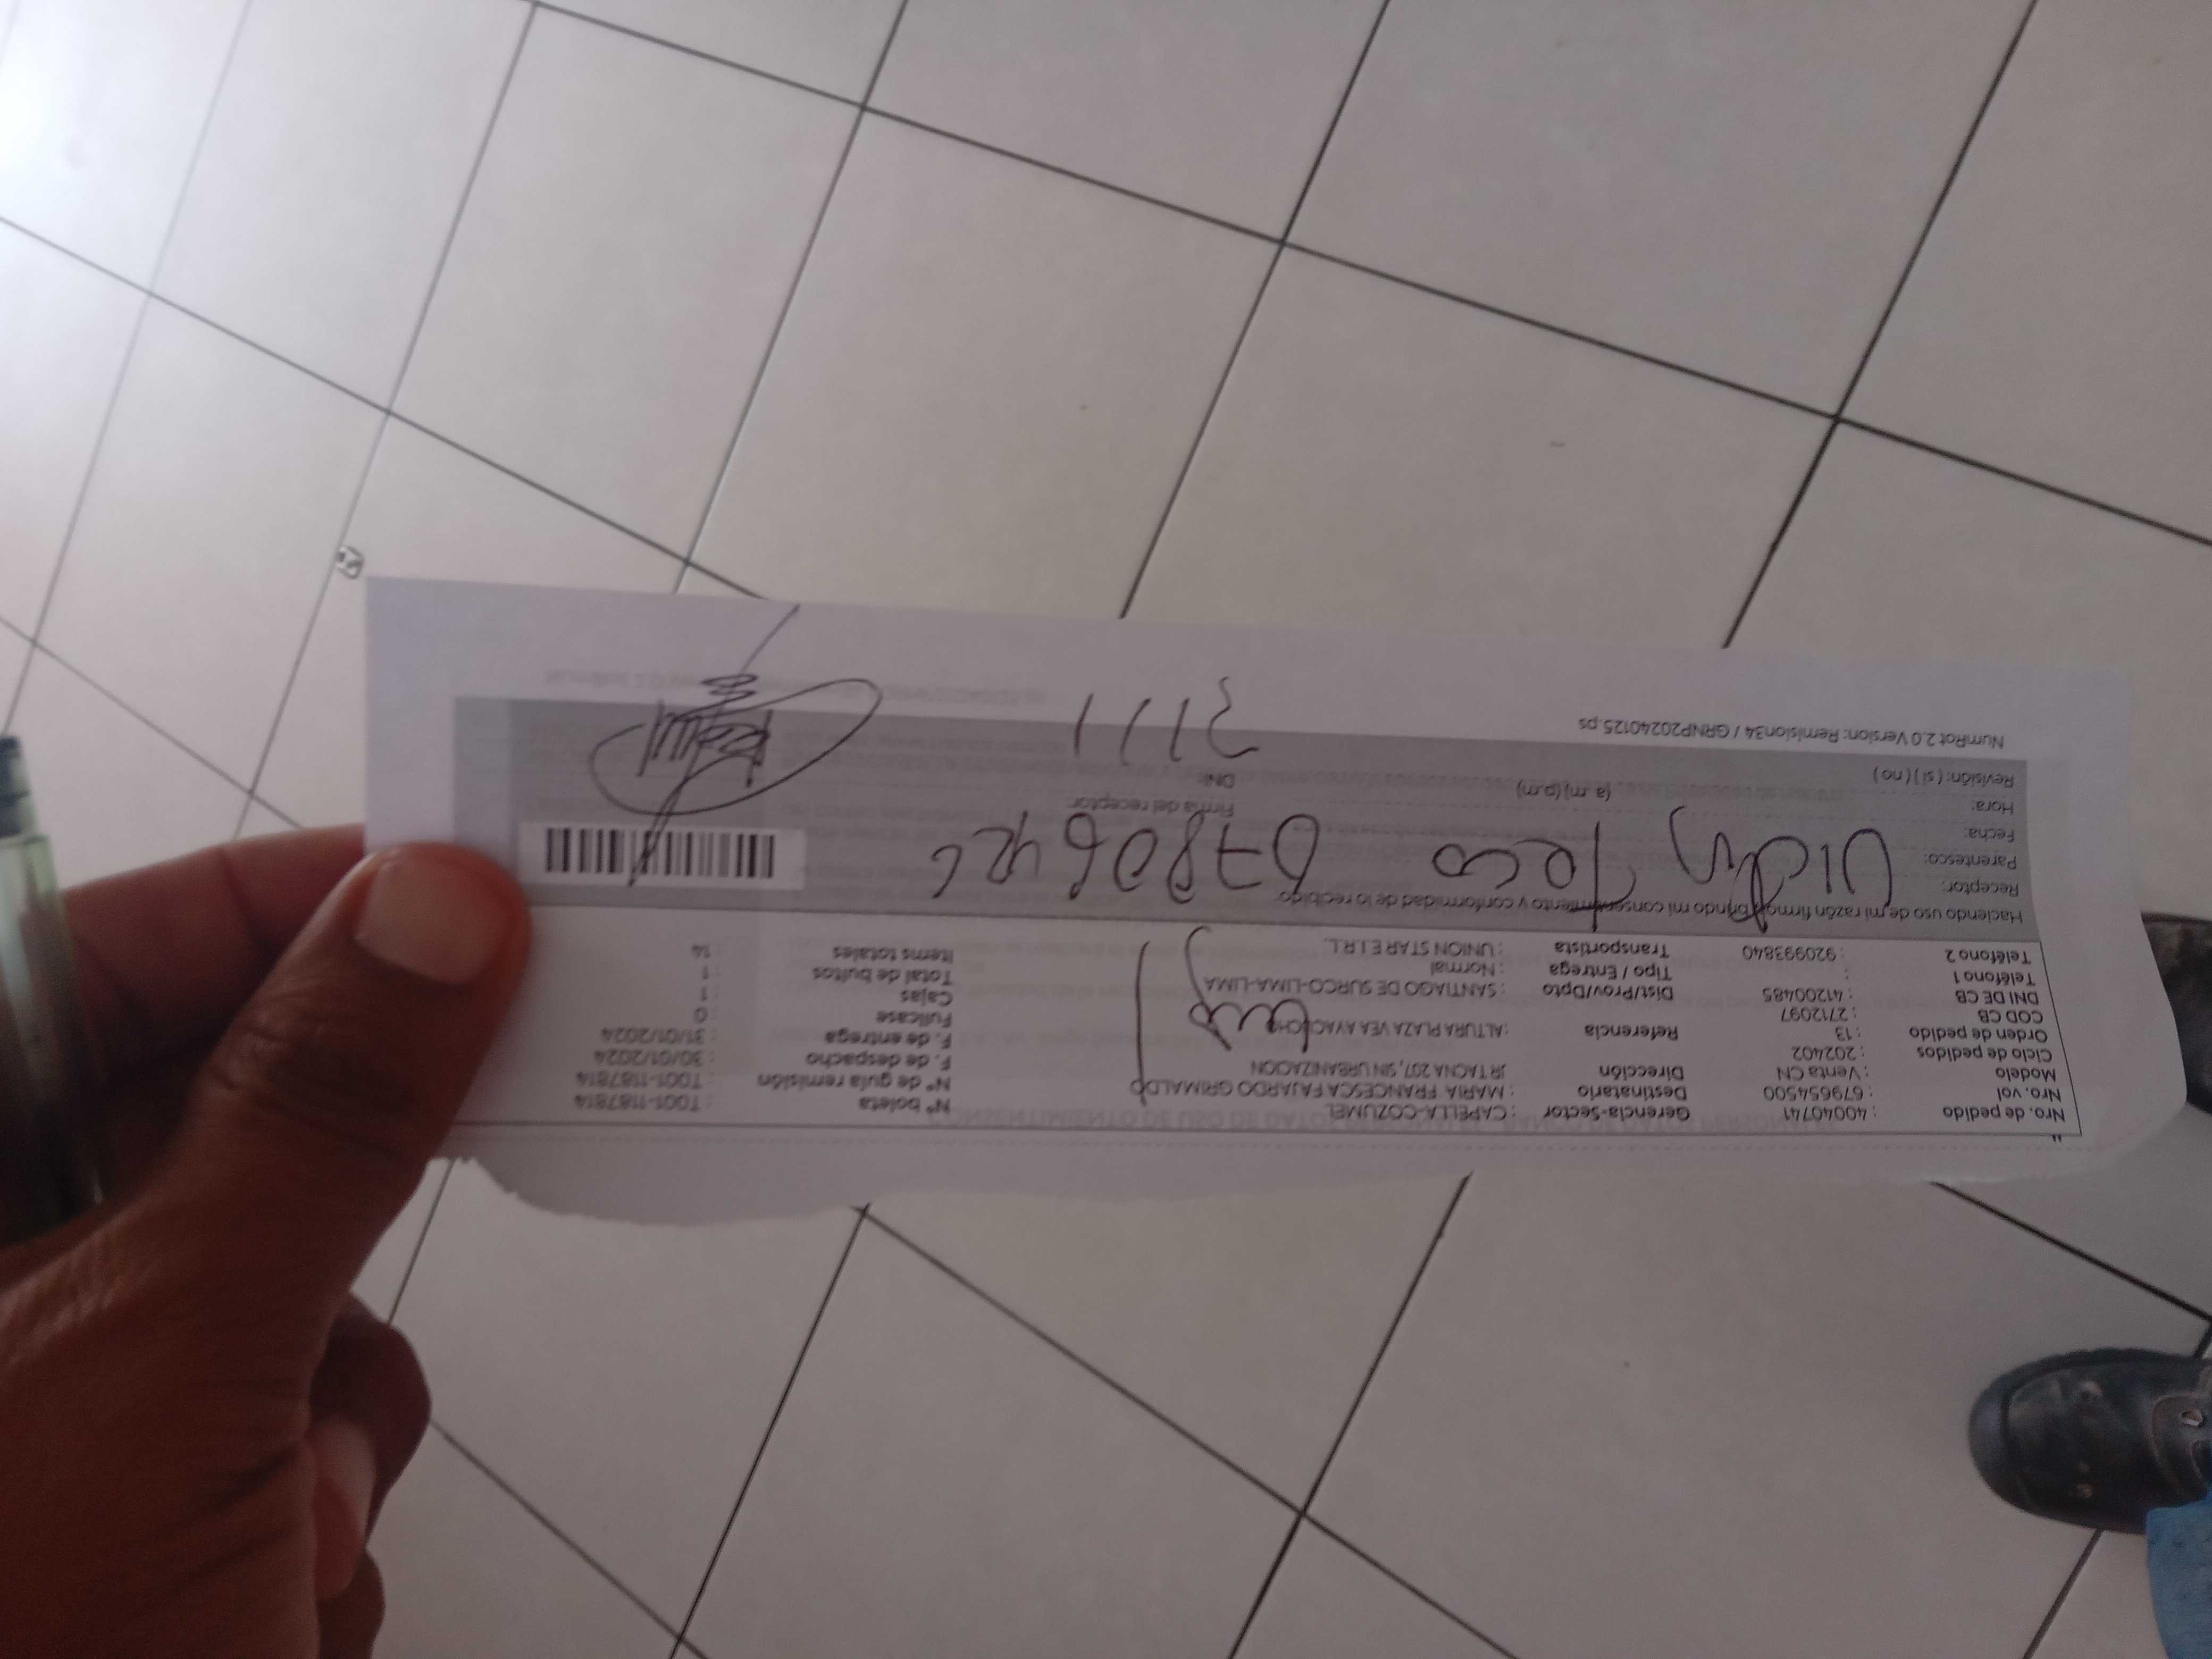 Nro. de pedido : 40040741 Gerencia-Sector : CAPELLA-COZUMEL Nº boleta : T001-1187814
Nro. vol : 679654500 Destinatario : MARIA FRANCESCA FAJARDO GRIMALDO Nº de guía remisión : T001-1187814
Modelo : Venta CN Dirección JR TACNA 207, SIN URBANIZACION F. de despacho : 30/01/2024
Ciclo de pedidos : 202402 F. de entrega : 31/01/2024
Orden de pedido : 13 Referencia : ALTURA PLAZA VEA AYACUCHO Fullcase : 0
COD CB : 2712097 Cajas : 1
DNI DE CB : 41200485 Dist/Prov/Dpto : SANTIAGO DE SURCO-LIMA-LIMA Total de bultos : 1
Teléfono 1 : Tipo / Entrega : Normal Items totales : 14
Teléfono 2 : 920993840 Transportista : UNION STAR E.I.R.L.
Haciendo uso de mi razón firmo y brindo mi consentimiento y conformidad de lo recibido
Receptor:
Parentesco:
Fecha:
Hora: (a.m) (p.m) Firma del receptor:
Revisión: ( si ) ( no ) DNI:
NumRot 2.0 Version: Remision34 / GRNP20240125.ps